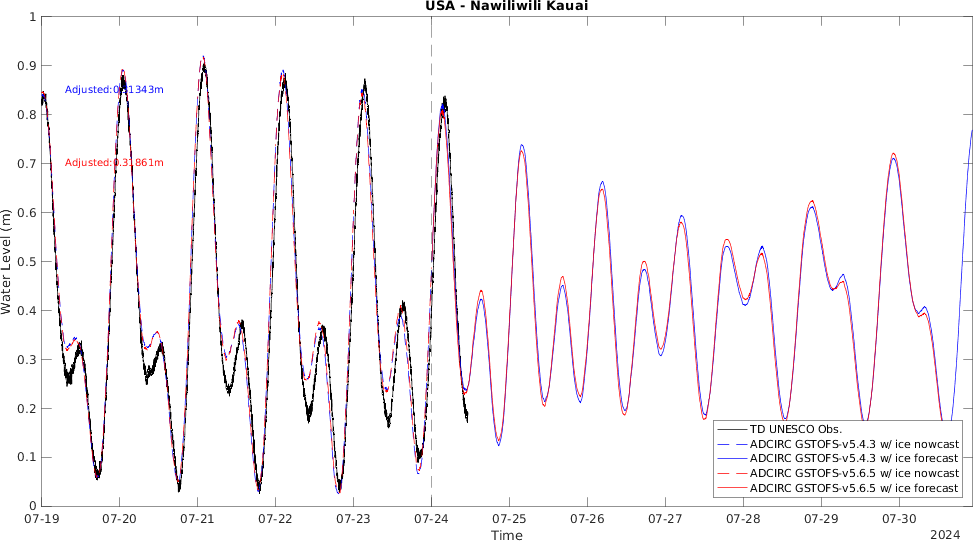 USA - Nawiliwili Kauai
1
0.9
0.8
0.7
0.6
0.5
0.4
0.3
0.2
0.1
0
Water Level (m)
Adjusted:0.31343m
Adjusted:0.31861m
TD UNESCO Obs.
ADCIRC GSTOFS-v5.4.3 w/ ice nowcast
ADCIRC GSTOFS-v5.4.3 w/ ice forecast
ADCIRC GSTOFS-v5.6.5 w/ ice nowcast
ADCIRC GSTOFS-v5.6.5 w/ ice forecast
07-19 07-20 07-21 07-22 07-23 07-24 07-25 07-26 07-27 07-28 07-29 07-30
Time
2024